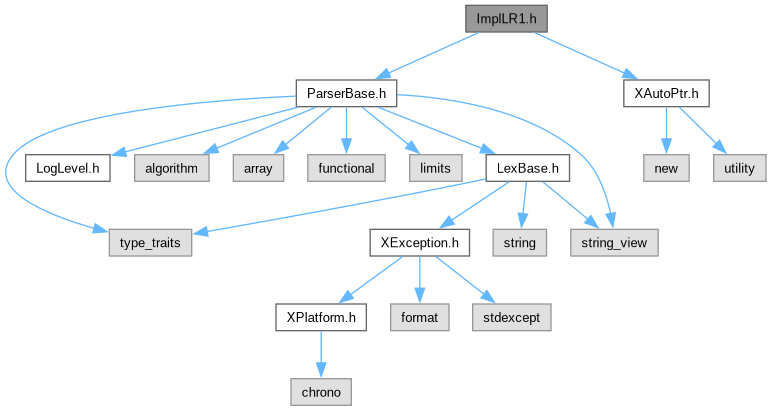 ImplLR1.h
ParserBase.h
XAutoPtr.h
LogLevel.h
algorithm
array
functional
limits
LexBase.h
new
utility
type_traits
XException.h
string
string_view
XPlatform.h
format
stdexcept
chrono